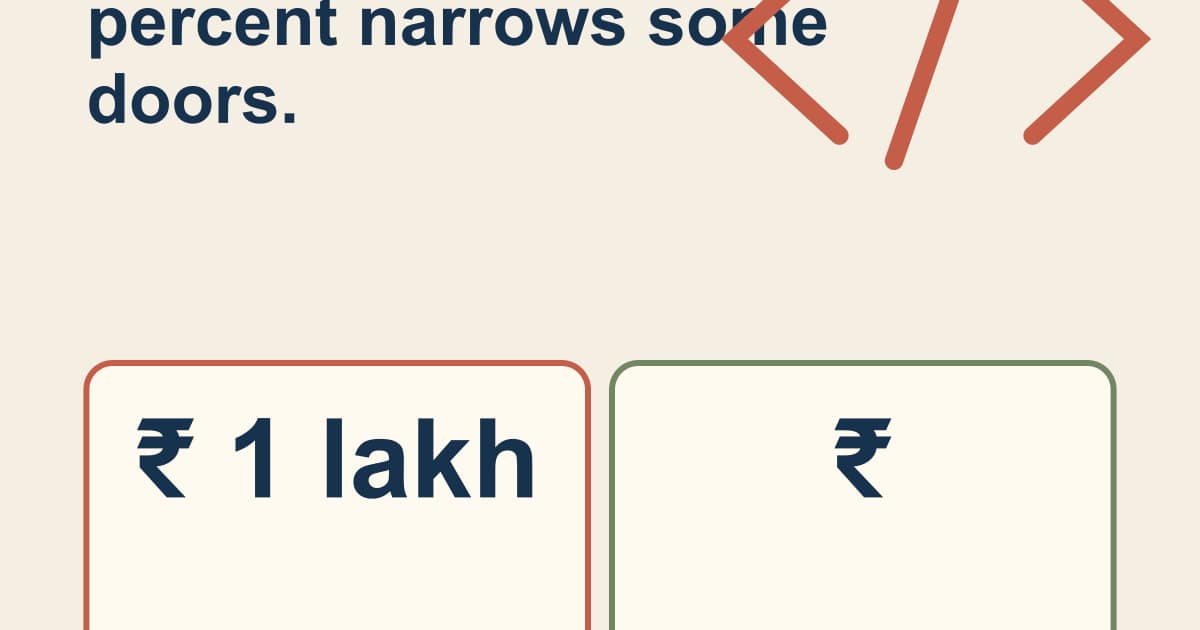 percent narrows some
doors.
₹ 1 lakh
₹